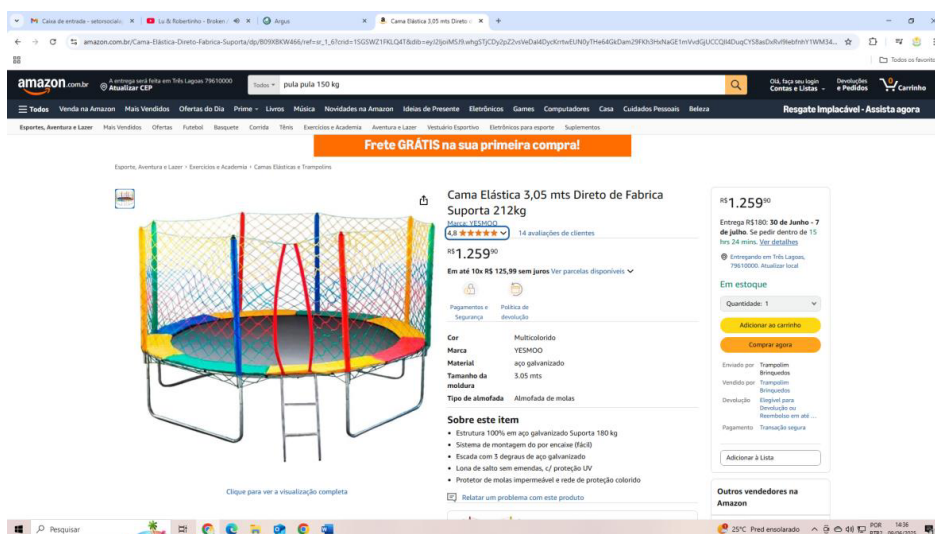 Caixa de entrada - setorsocialc
Lu & Robertinho - Broken
Argus
Cama Elástica 3,05 mts Direto
amazon.com.br/Cama-Elastica-Direto-Fabrica-Suporta/dp/B09XBKW466/
Todos os favoritos
amazon.com.br
A entrega será feita em Três Lagoas 79610000
Atualizar CEP
Todos
pula pula 150 kg
Olá, faça seu login
Contas e Listas
Devoluções
e Pedidos
0
Carrinho
Todos Venda na Amazon Mais Vendidos Ofertas do Dia Prime Livros Música Novidades na Amazon Ideias de Presente Eletrônicos Games Computadores Casa Cuidados Pessoais Beleza
Resgate Implacável - Assista agora
Esportes, Aventura e Lazer Mais Vendidos Ofertas Futebol Basquete Corrida Tênis Exercícios e Academia Aventura e Lazer Vestuário Esportivo Eletrônicos para esporte Suplementos
Frete GRÁTIS na sua primeira compra!
Esporte, Aventura e Lazer › Exercícios e Academia › Camas Elásticas e Trampolins
Cama Elástica 3,05 mts Direto de Fabrica
Suporta 212kg
Marca: YESMOO
4,8 14 avaliações de clientes
R$1.25990
Em até 10x R$ 125,99 sem juros Ver parcelas disponíveis
Pagamentos e
Segurança
Política de
devolução
Cor Multicolorido
Marca YESMOO
Material aço galvanizado
Tamanho da
moldura
3.05 mts
Tipo de almofada Almofada de molas
Sobre este item
• Estrutura 100% em aço galvanizado Suporta 180 kg
• Sistema de montagem do por encaixe (fácil)
• Escada com 3 degraus de aço galvanizado
• Lona de salto sem emendas, c/ proteção UV
• Protetor de molas impermeável e rede de proteção colorido
Relatar um problema com este produto
Clique para ver a visualização completa
R$1.25990
Entrega R$180: 30 de Junho - 7
de julho. Se pedir dentro de 15
hrs 24 mins. Ver detalhes
Entregando em Três Lagoas,
79610000. Atualizar local
Em estoque
Quantidade: 1
Adicionar ao carrinho
Comprar agora
Enviado por Trampolim
Brinquedos
Vendido por Trampolim
Brinquedos
Devolução Elegível para
Devolução ou
Reembolso em até ...
Pagamento Transação segura
Adicionar à Lista
Outros vendedores na
Amazon
Pesquisar
25°C Pred ensolarado
POR
14:36